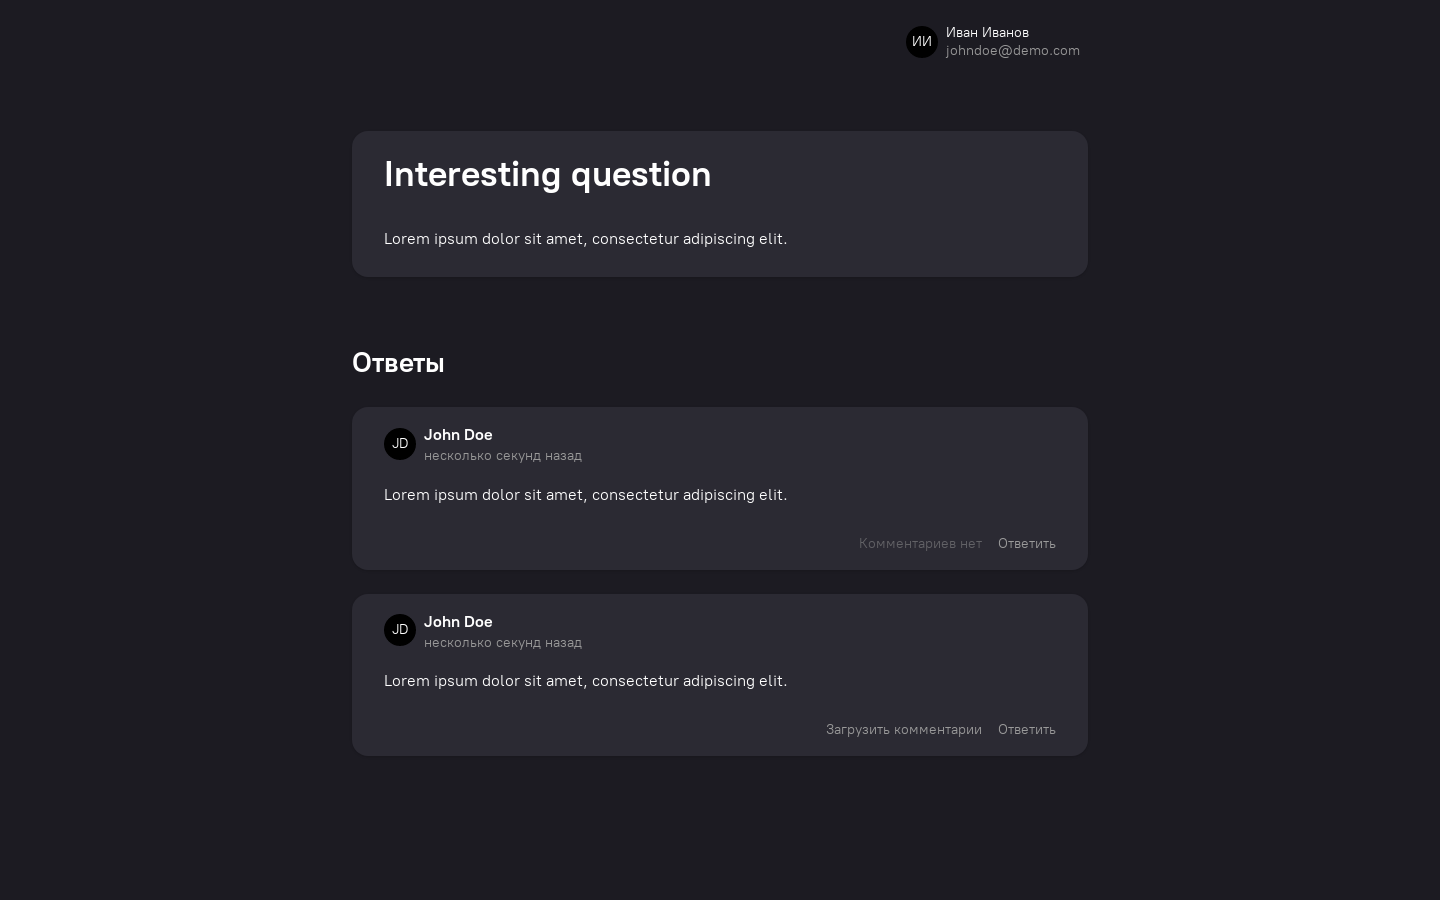 ИИ
Иван Иванов
johndoe@demo.com
Interesting question
Lorem ipsum dolor sit amet, consectetur adipiscing elit.
Ответы
JD
John Doe
несколько секунд назад
Lorem ipsum dolor sit amet, consectetur adipiscing elit.
Комментариев нет Ответить
JD
John Doe
несколько секунд назад
Lorem ipsum dolor sit amet, consectetur adipiscing elit.
Загрузить комментарии Ответить